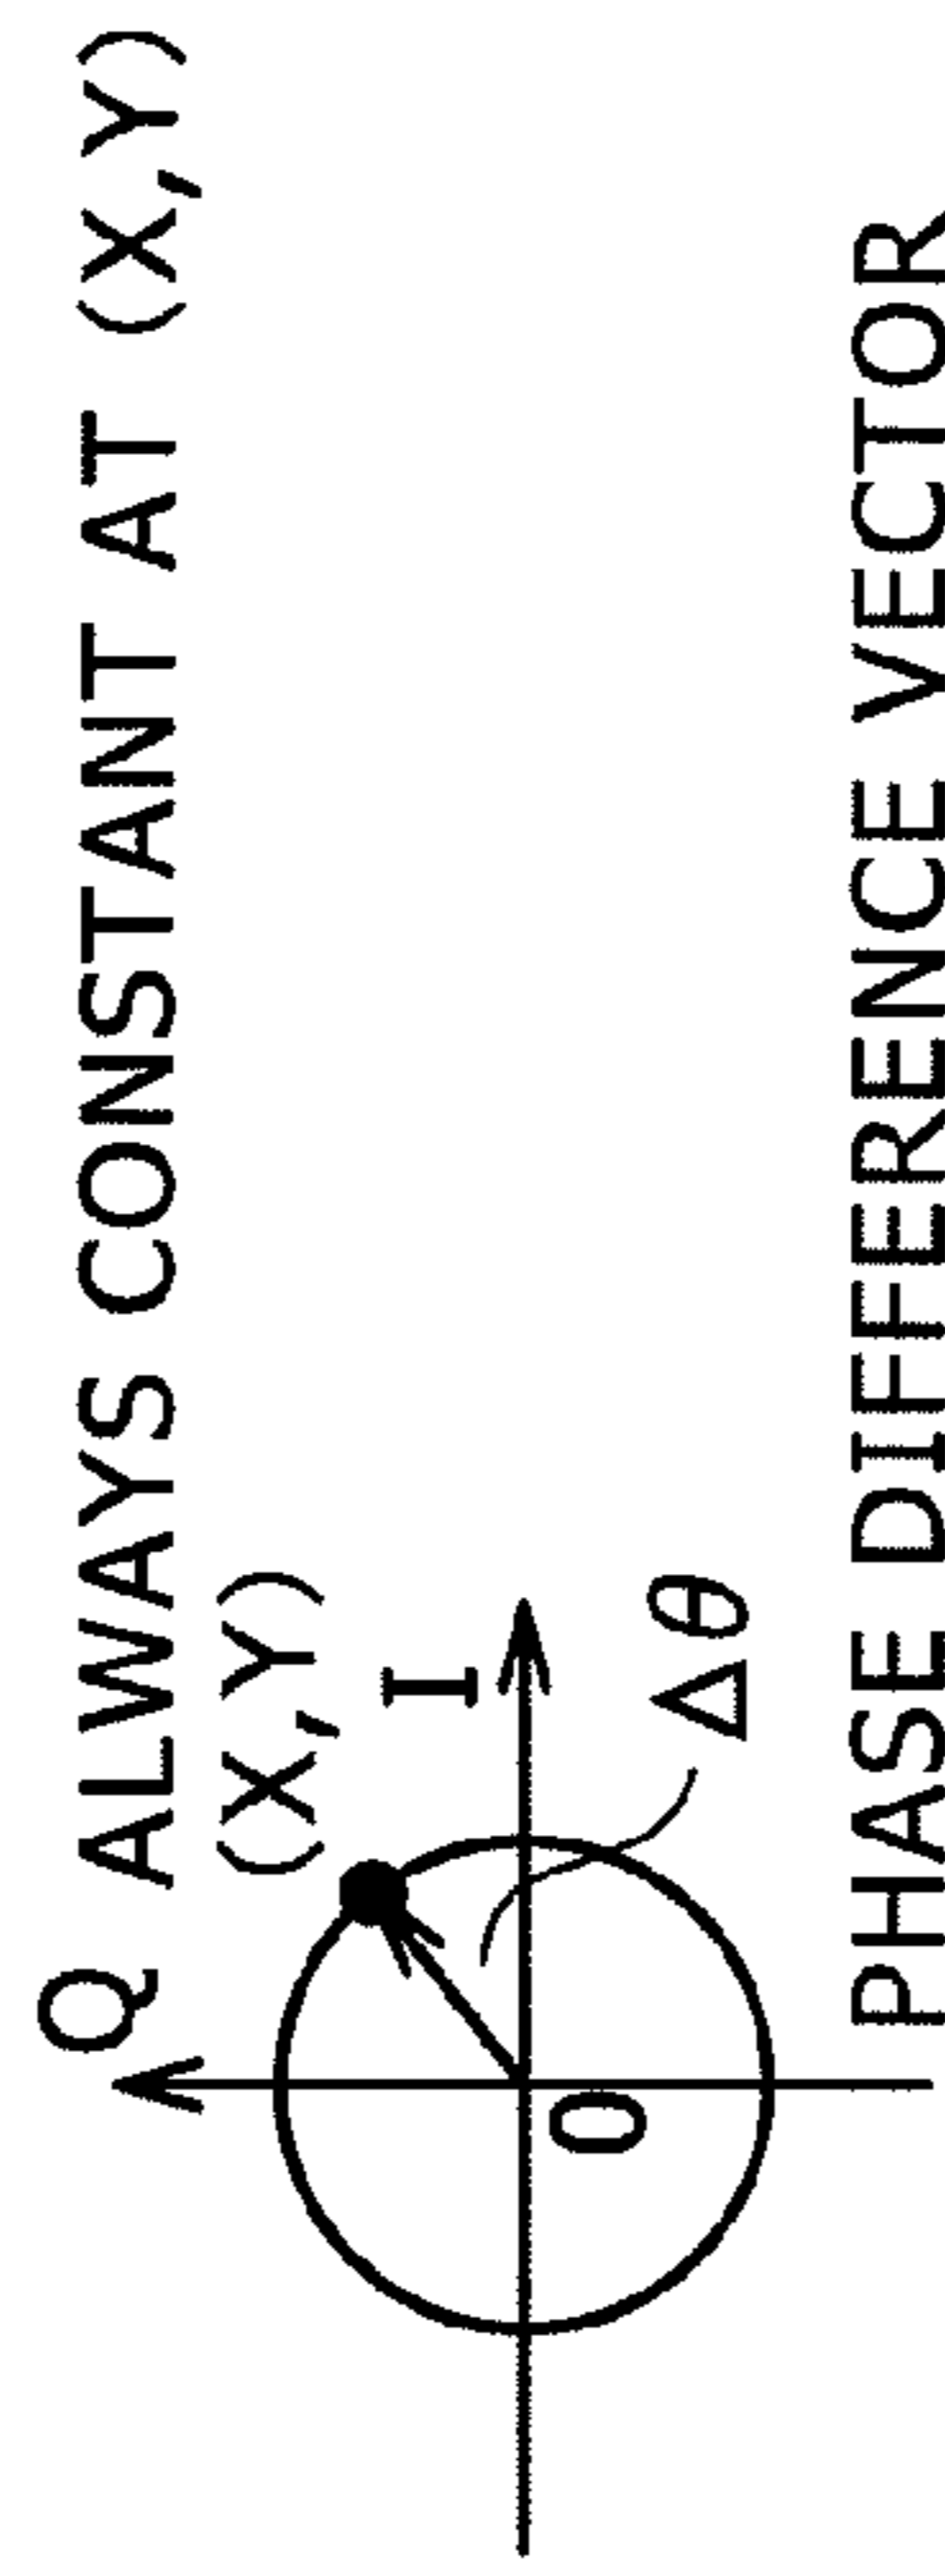 Q
ALWAYS CONSTANT AT (X,Y)
(X,Y)
I
0
Δθ
PHASE DIFFERENCE VECTOR